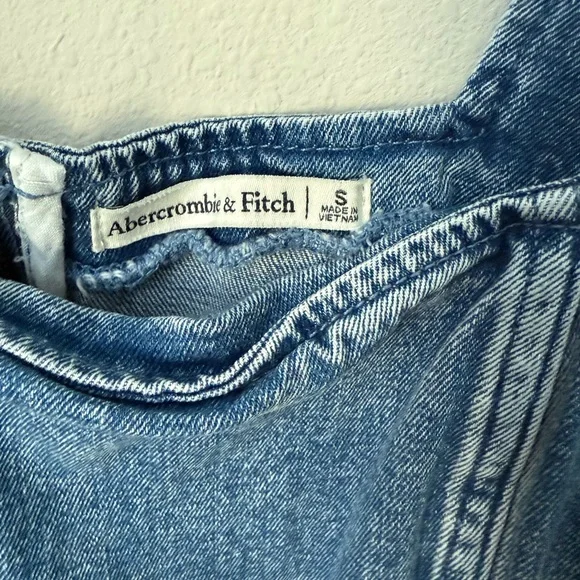 Abercrombie & Fitch | S
MADE IN
VIETNAM